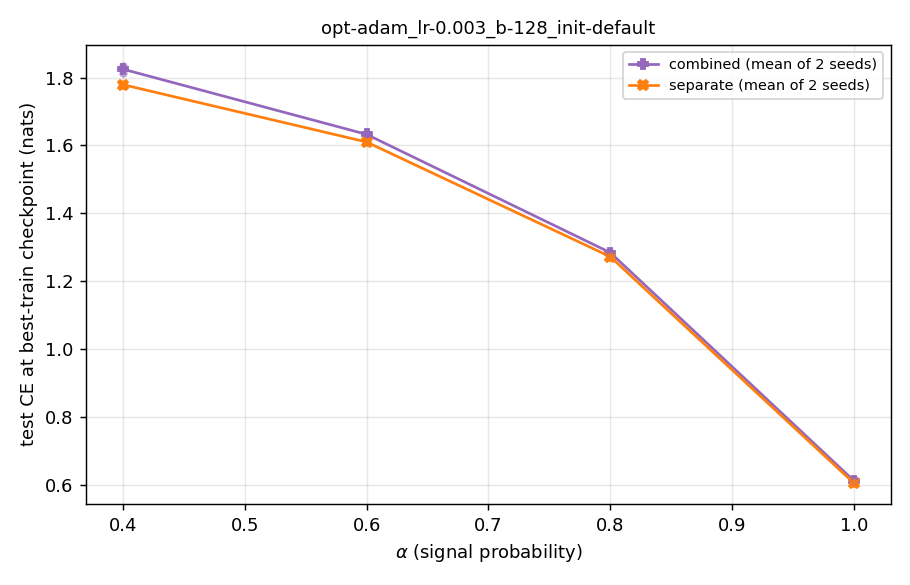 opt-adam_lr-0.003_b-128_init-default
combined (mean of 2 seeds)
separate (mean of 2 seeds)
test CE at best-train checkpoint (nats)
1.8
1.6
1.4
1.2
1.0
0.8
0.6
0.4 0.5 0.6 0.7 0.8 0.9 1.0
α (signal probability)